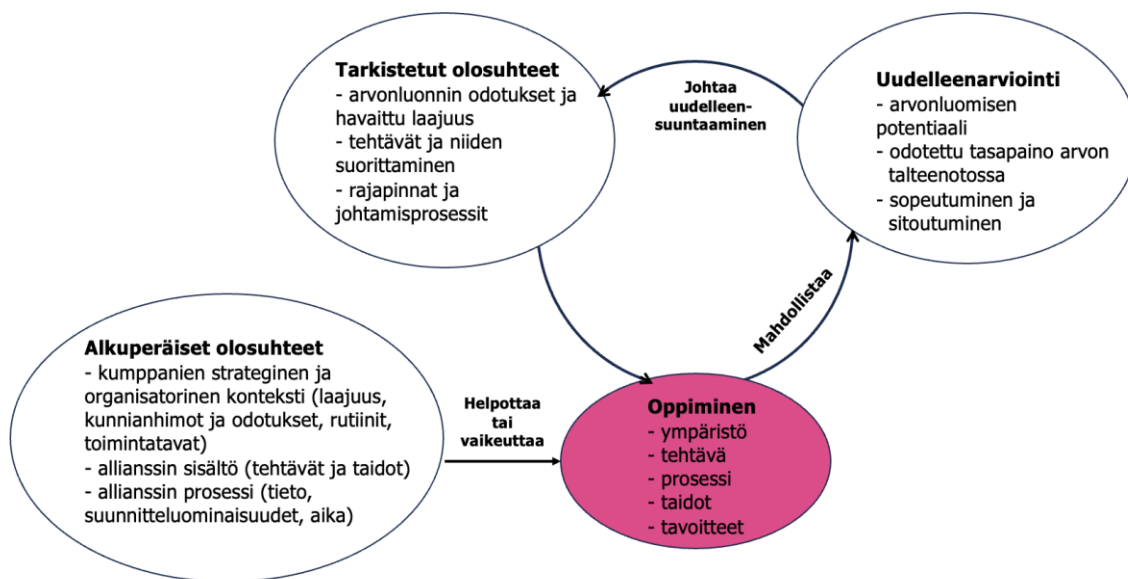 Tarkistetut olosuhteet
- arvonluonnin odotukset ja
havaittu laajuus
- tehtävät ja niiden
suorittaminen
- rajapinnat ja
johtamisprosessit
Johtaa
uudelleen-
suuntaaminen
Uudelleenarviointi
- arvonluomisen
potentiaali
- odotettu tasapaino arvon
talteenotossa
- sopeutuminen ja
sitoutuminen
Mahdollistaa
Alkuperäiset olosuhteet
- kumppanien strateginen ja
organisatorinen konteksti (laajuus,
kunnianhimot ja odotukset, rutiinit,
toimintatavat)
- allianssin sisältö (tehtävät ja taidot)
- allianssin prosessi (tieto,
suunnitteluominaisuudet, aika)
Helpottaa
tai
vaikeuttaa
Oppiminen
- ympäristö
- tehtävä
- prosessi
- taidot
- tavoitteet